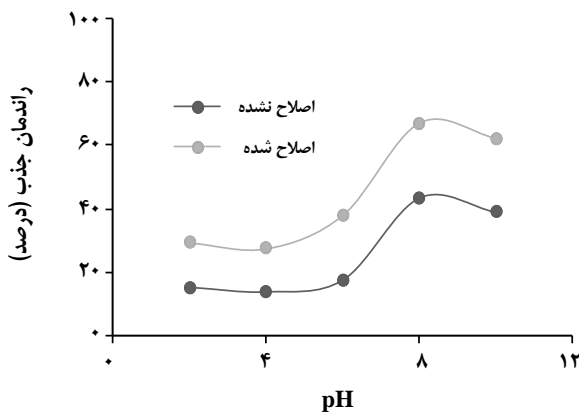 ۱۰۰
۸۰
۶۰
۴۰
۲۰
۰
راندمان جذب (درصد)
اصلاح نشده
اصلاح شده
۰ ۴ ۸ ۱۲
pH